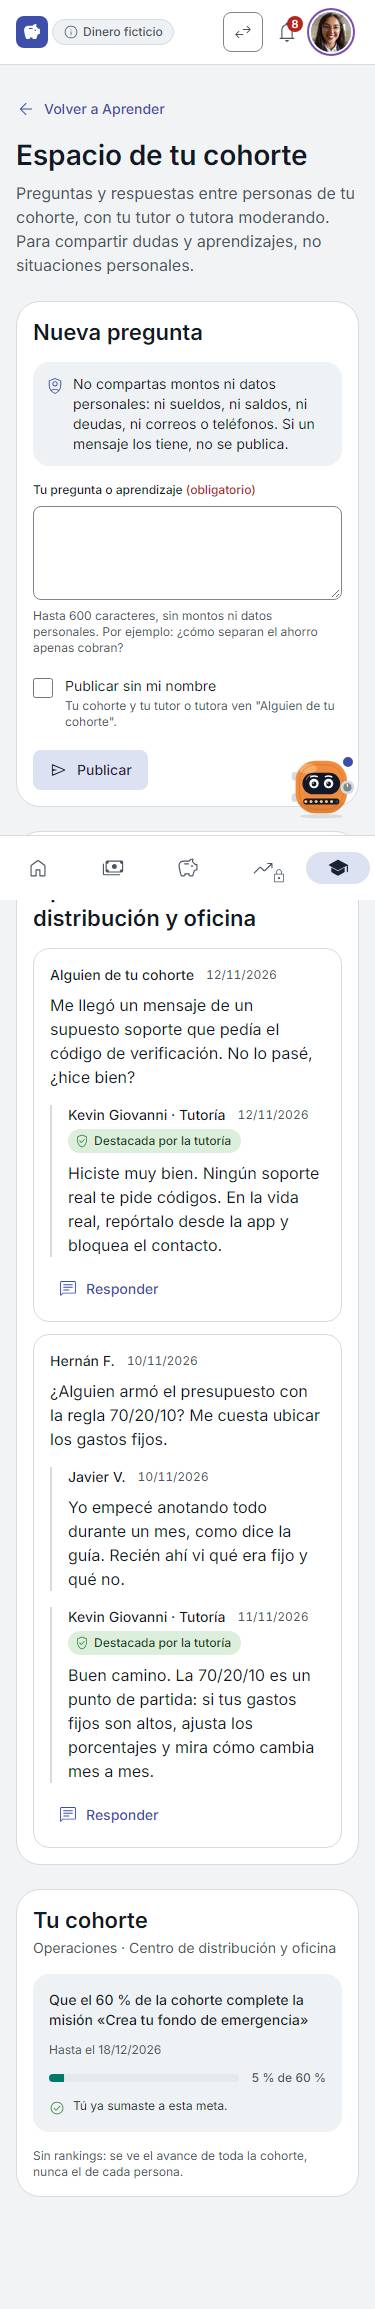 Dinero ficticio
8
Volver a Aprender
Espacio de tu cohorte
Preguntas y respuestas entre personas de tu
cohorte, con tu tutor o tutora moderando.
Para compartir dudas y aprendizajes, no
situaciones personales.
Nueva pregunta
No compartas montos ni datos
personales: ni sueldos, ni saldos, ni
deudas, ni correos o teléfonos. Si un
mensaje los tiene, no se publica.
Tu pregunta o aprendizaje (obligatorio)
Hasta 600 caracteres, sin montos ni datos
personales. Por ejemplo: ¿cómo separan el ahorro
apenas cobran?
Publicar sin mi nombre
Tu cohorte y tu tutor o tutora ven "Alguien de tu
cohorte".
Publicar
distribución y oficina
Alguien de tu cohorte 12/11/2026
Me llegó un mensaje de un
supuesto soporte que pedía el
código de verificación. No lo pasé,
¿hice bien?
Kevin Giovanni · Tutoría 12/11/2026
Destacada por la tutoría
Hiciste muy bien. Ningún soporte
real te pide códigos. En la vida
real, repórtalo desde la app y
bloquea el contacto.
Responder
Hernán F. 10/11/2026
¿Alguien armó el presupuesto con
la regla 70/20/10? Me cuesta ubicar
los gastos fijos.
Javier V. 10/11/2026
Yo empecé anotando todo
durante un mes, como dice la
guía. Recién ahí vi qué era fijo y
qué no.
Kevin Giovanni · Tutoría 11/11/2026
Destacada por la tutoría
Buen camino. La 70/20/10 es un
punto de partida: si tus gastos
fijos son altos, ajusta los
porcentajes y mira cómo cambia
mes a mes.
Responder
Tu cohorte
Operaciones · Centro de distribución y oficina
Que el 60 % de la cohorte complete la
misión «Crea tu fondo de emergencia»
Hasta el 18/12/2026
5 % de 60 %
Tú ya sumaste a esta meta.
Sin rankings: se ve el avance de toda la cohorte,
nunca el de cada persona.